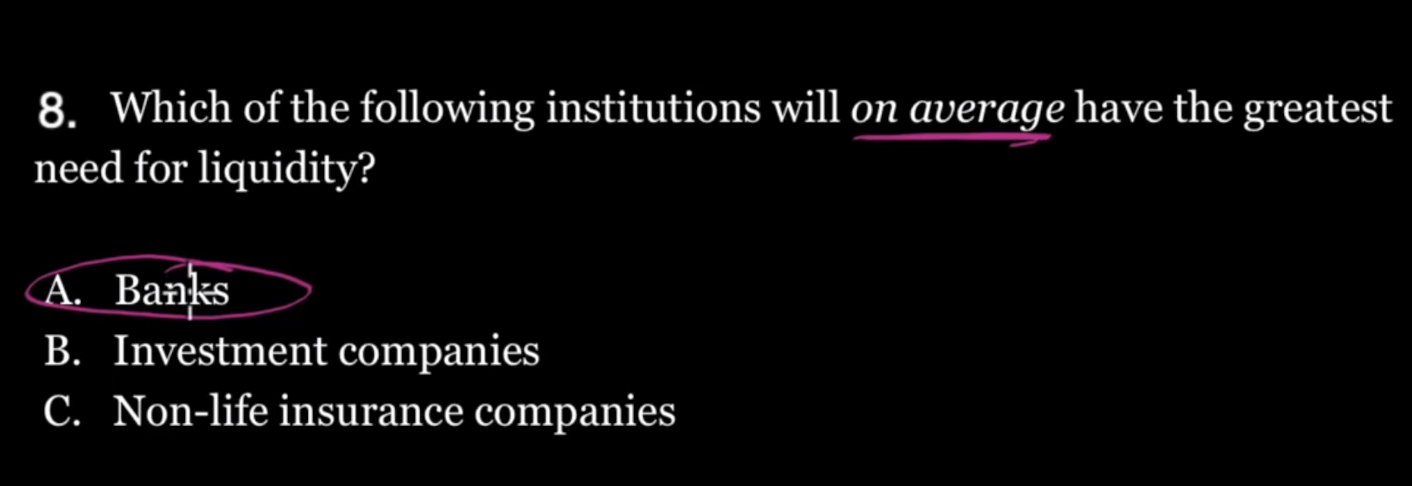 8. Which of the following institutions will on average have the greatest
need for liquidity?
A. Banks
B. Investment companies
C. Non-life insurance companies